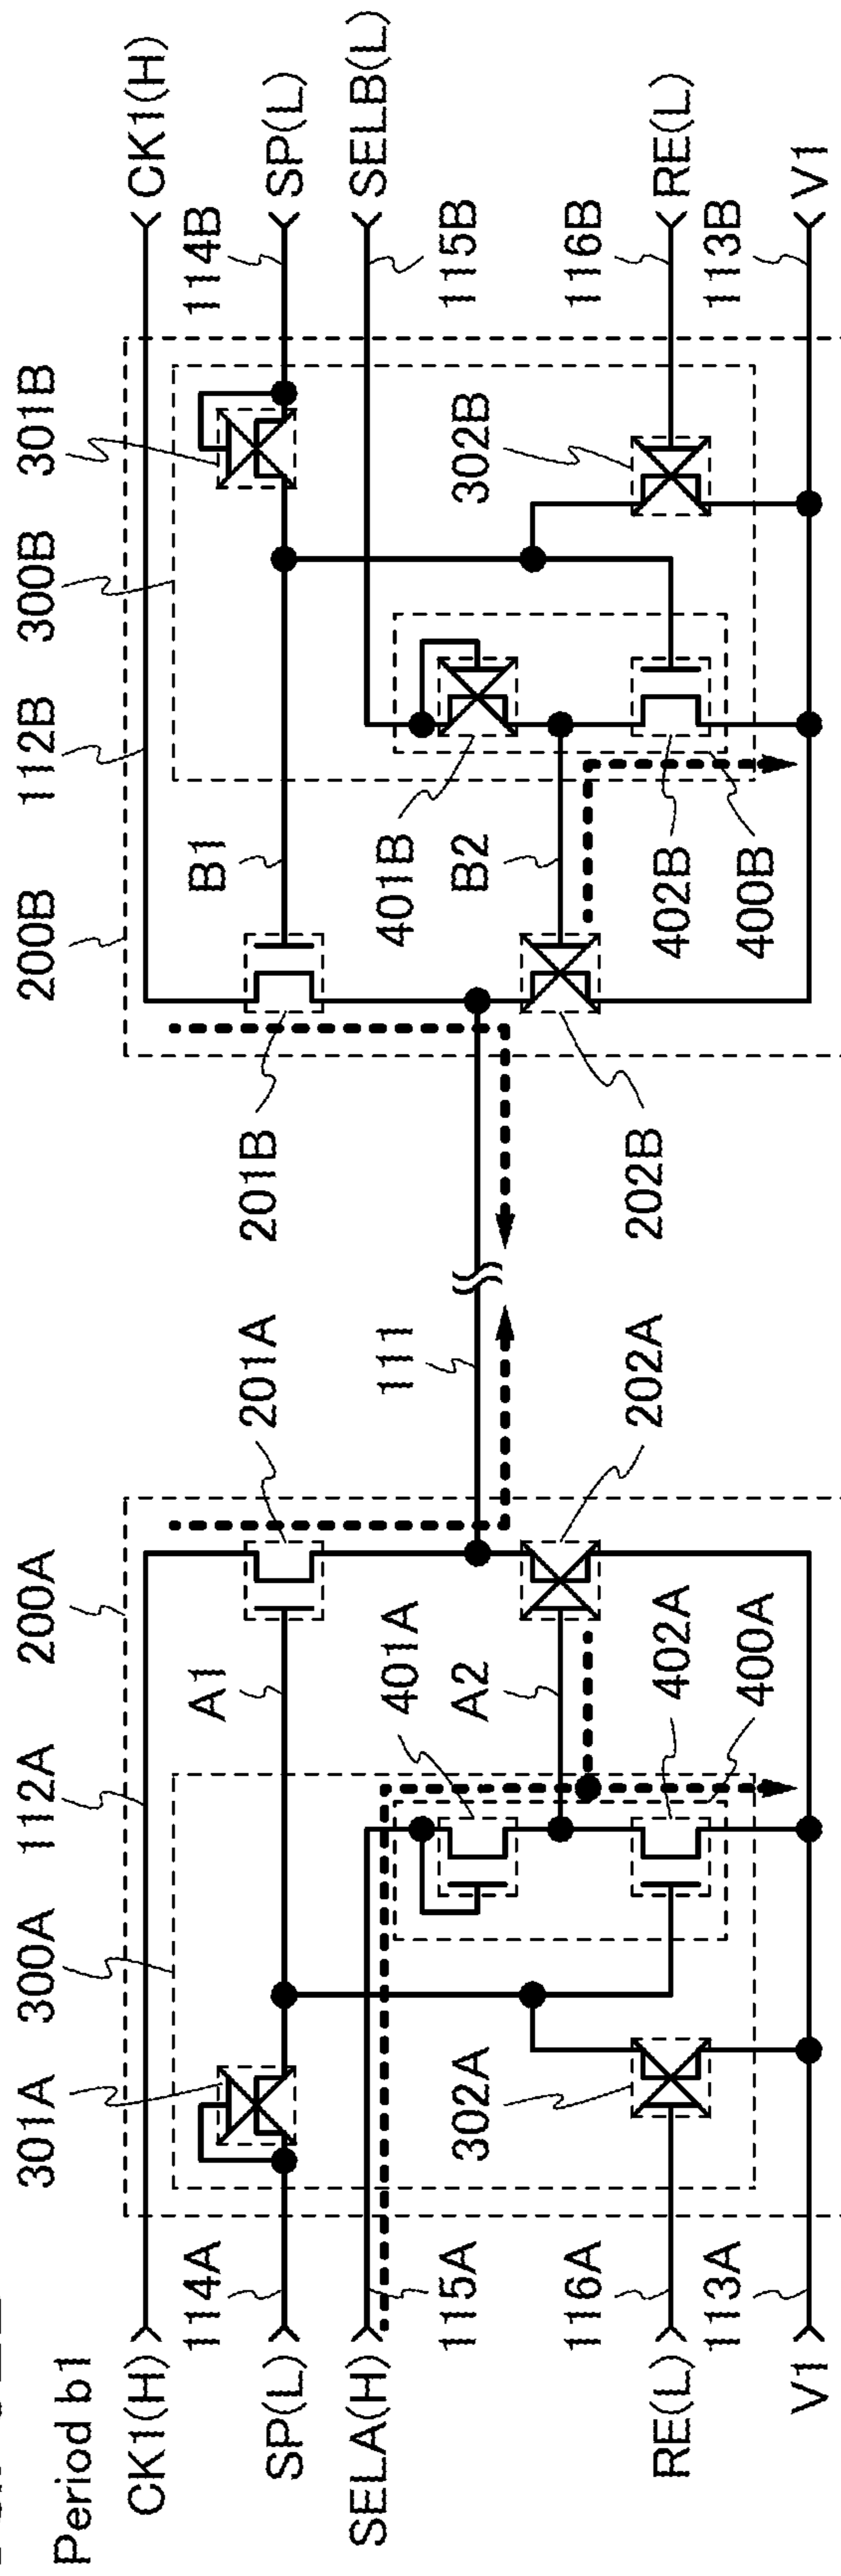 Period b1
301A 300A 112A 200A
200B 112B 300B 301B
CK1(H)
CK1(H)
A1
201A
201B
B1
114A
114B
SP(L)
SP(L)
111
SELA(H)
SELB(L)
115A
401A
401B
115B
302A
A2
B2
302B
116A
402A
202A
202B
402B
116B
RE(L)
RE(L)
113A
400A
400B
113B
V1
V1